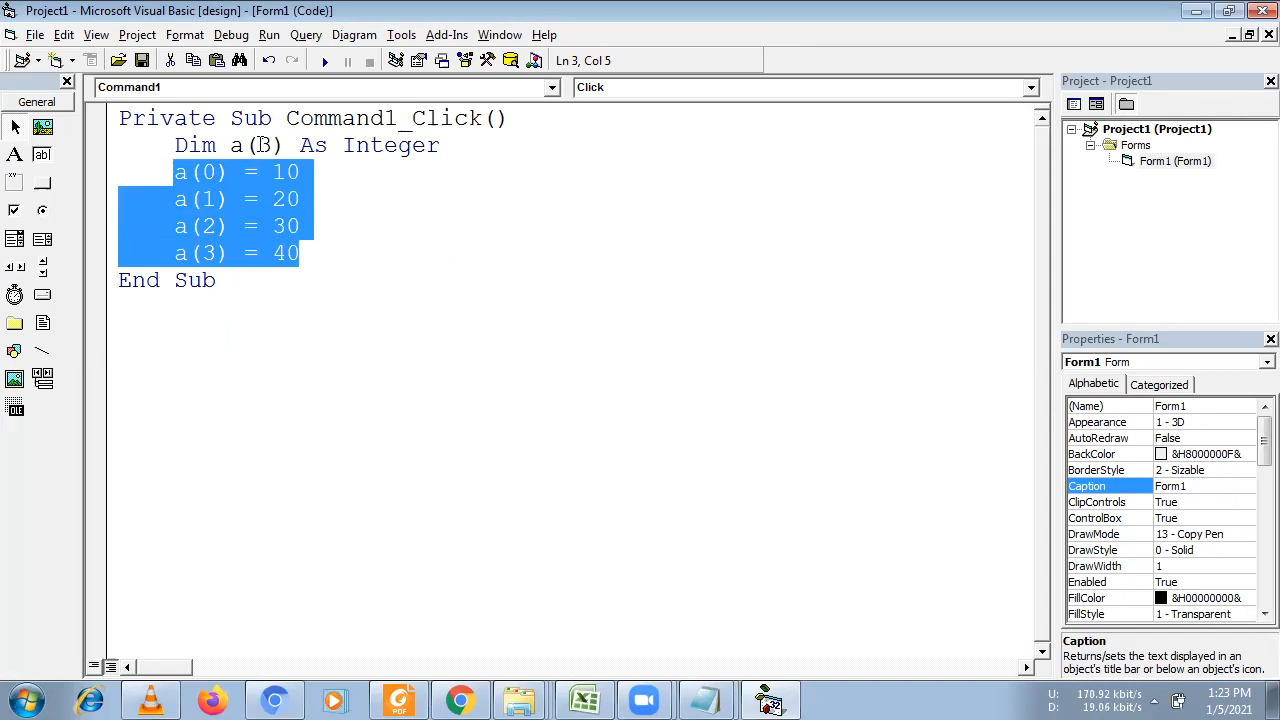 Project1 - Microsoft Visual Basic [design] - [Form1 (Code)]
File Edit View Project Format Debug Run Query Diagram Tools Add-Ins Window Help
Ln 3, Col 5
General
Command1
Click
Private Sub Command1_Click()
Dim a(3) As Integer
a(0) = 10
a(1) = 20
a(2) = 30
a(3) = 40
End Sub
Project - Project1
Project1 (Project1)
Forms
Form1 (Form1)
Properties - Form1
Form1 Form
Alphabetic Categorized
(Name) Form1
Appearance 1 - 3D
AutoRedraw False
BackColor &H8000000F&
BorderStyle 2 - Sizable
Caption Form1
ClipControls True
ControlBox True
DrawMode 13 - Copy Pen
DrawStyle 0 - Solid
DrawWidth 1
Enabled True
FillColor &H00000000&
FillStyle 1 - Transparent
Caption
Returns/sets the text displayed in an
object's title bar or below an object's icon.
A
ab
OLE
PDF
32
U: 170.92 kbit/s
D: 19.06 kbit/s
1:23 PM
1/5/2021